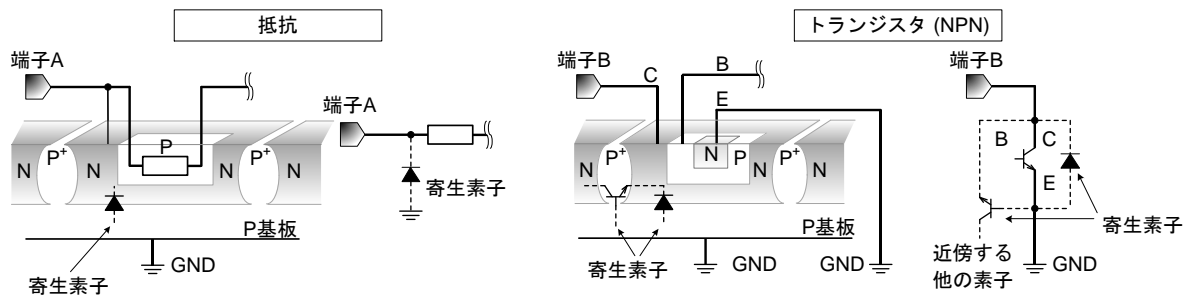 抵抗
トランジスタ (NPN)
端子A
端子A
P
N
P+
N
N
P+
N
寄生素子
P基板
GND
寄生素子
端子B
C
B
E
N
P+
N
N
P
N
P+
N
P基板
寄生素子
GND
GND
端子B
B
C
E
寄生素子
近傍する
他の素子
GND